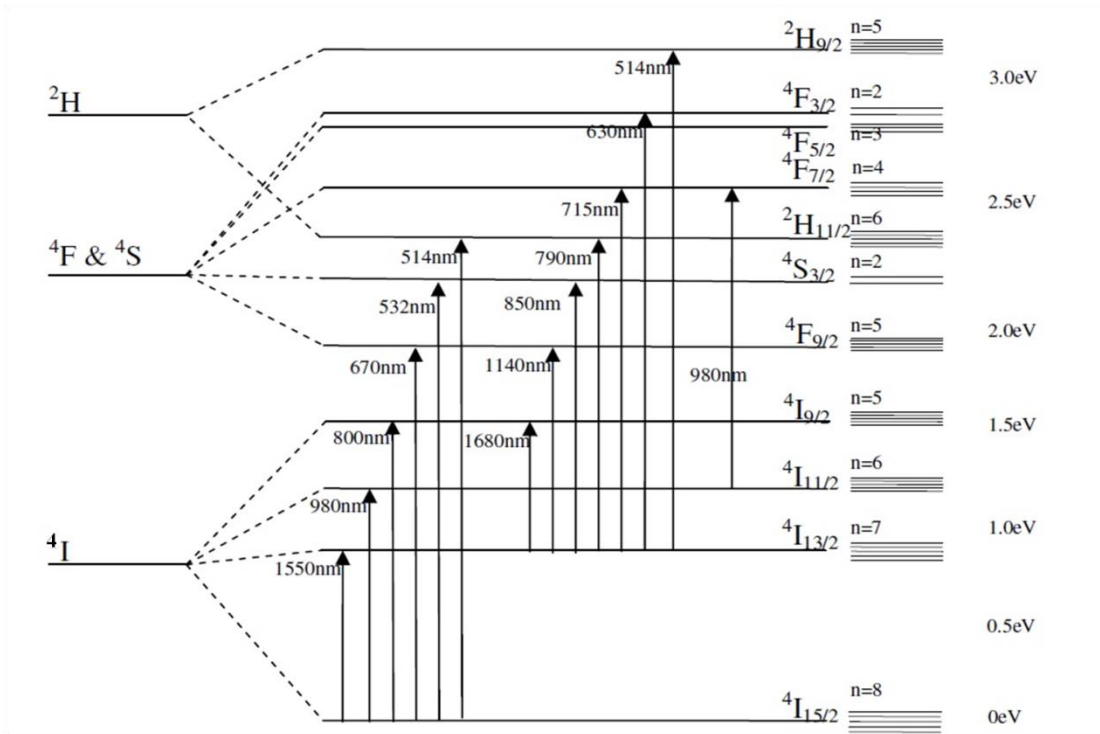 ²H₉/₂ n=5
514nm
3.0eV
²H
⁴F₃/₂ n=2
630nm
⁴F₅/₂ n=3
⁴F₇/₂ n=4
715nm
2.5eV
²H₁₁/₂ n=6
⁴F & ⁴S
514nm
790nm
⁴S₃/₂ n=2
532nm
850nm
⁴F₉/₂ n=5
2.0eV
670nm
1140nm
980nm
⁴I₉/₂ n=5
1.5eV
800nm
1680nm
⁴I₁₁/₂ n=6
980nm
⁴I₁₃/₂ n=7
1.0eV
⁴I
1550nm
0.5eV
⁴I₁₅/₂ n=8
0eV